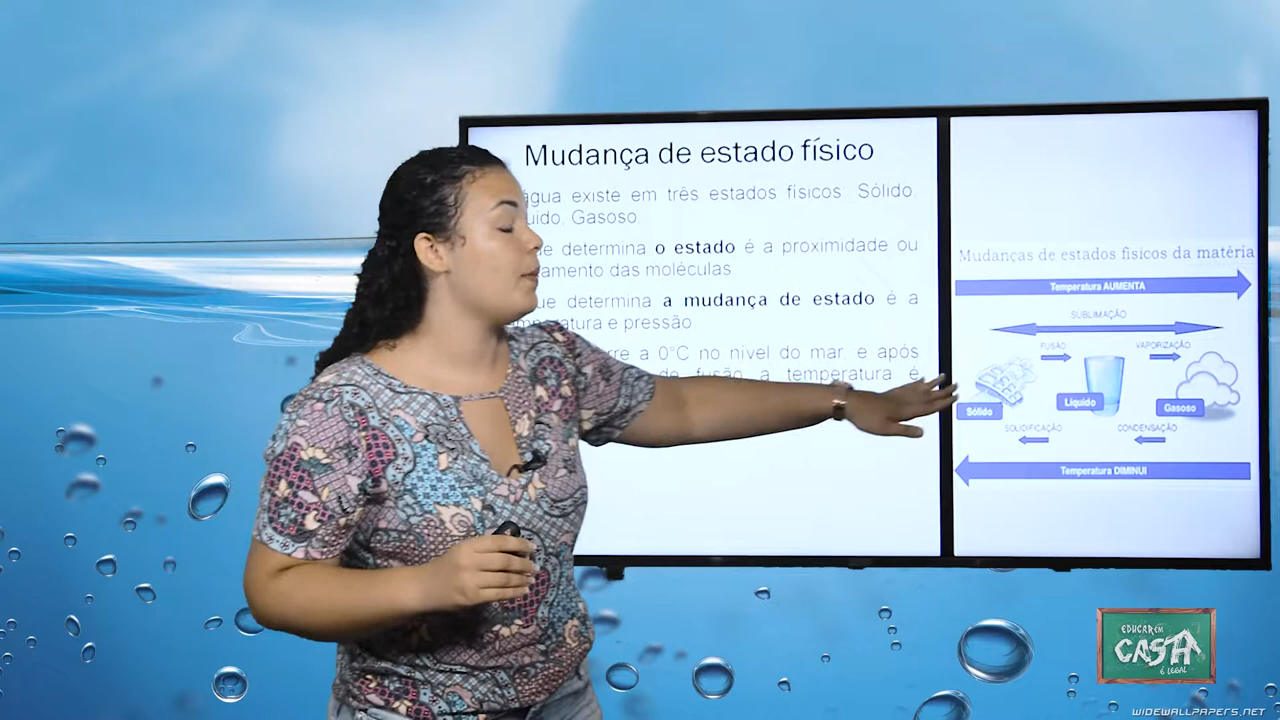 Mudança de estado físico
água existe em três estados físicos: Sólido,
uido, Gasoso.
e determina o estado é a proximidade ou
amento das moléculas
ue determina a mudança de estado é a
ratura e pressão
re a 0°C no nível do mar, e após
de fusão a temperatura é
Mudanças de estados físicos da matéria
Temperatura AUMENTA
SUBLIMAÇÃO
FUSÃO VAPORIZAÇÃO
Sólido Líquido Gasoso
SOLIDIFICAÇÃO CONDENSAÇÃO
Temperatura DIMINUI
EDUCAR EM
CASA
É LEGAL
WIDEWALLPAPERS.NET